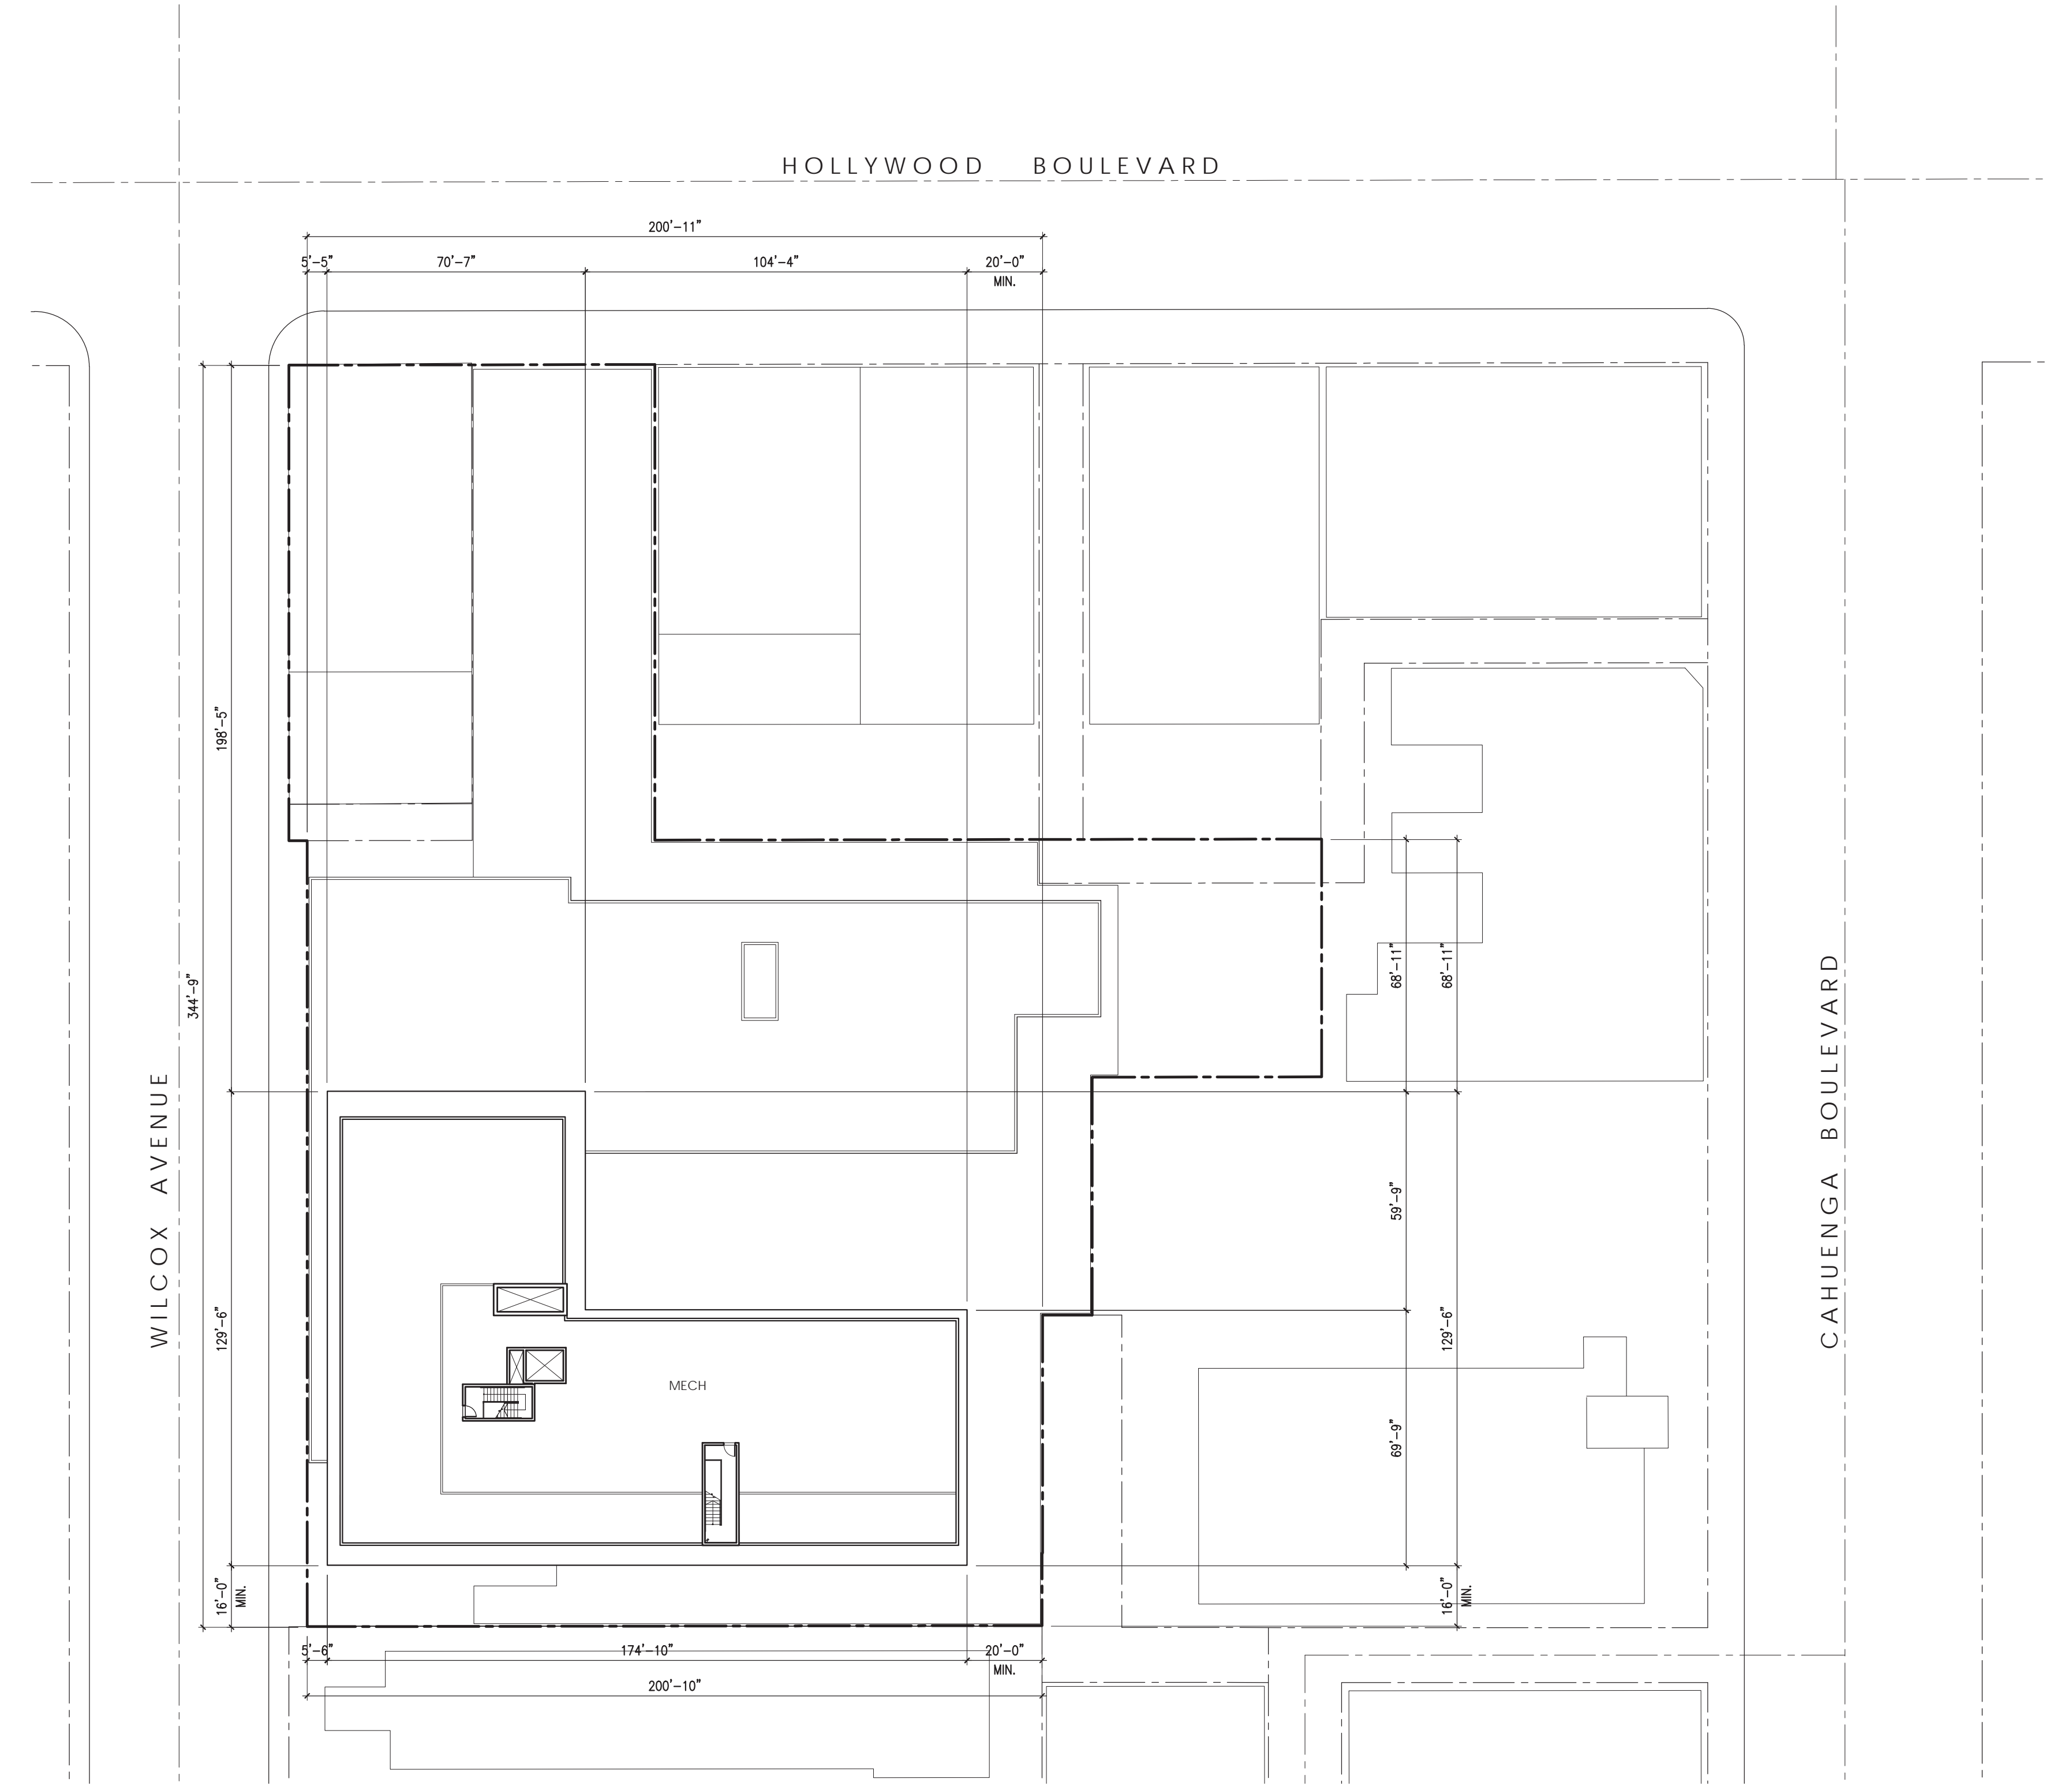 HOLLYWOOD BOULEVARD
200'-11"
5'-5"
70'-7"
104'-4"
20'-0"
MIN.
198'-5"
344'-9"
68'-11"
68'-11"
WILCOX AVENUE
CAHUENGA BOULEVARD
59'-9"
129'-6"
129'-6"
MECH
69'-9"
16'-0"
MIN.
16'-0"
MIN.
5'-6"
174'-10"
20'-0"
MIN.
200'-10"